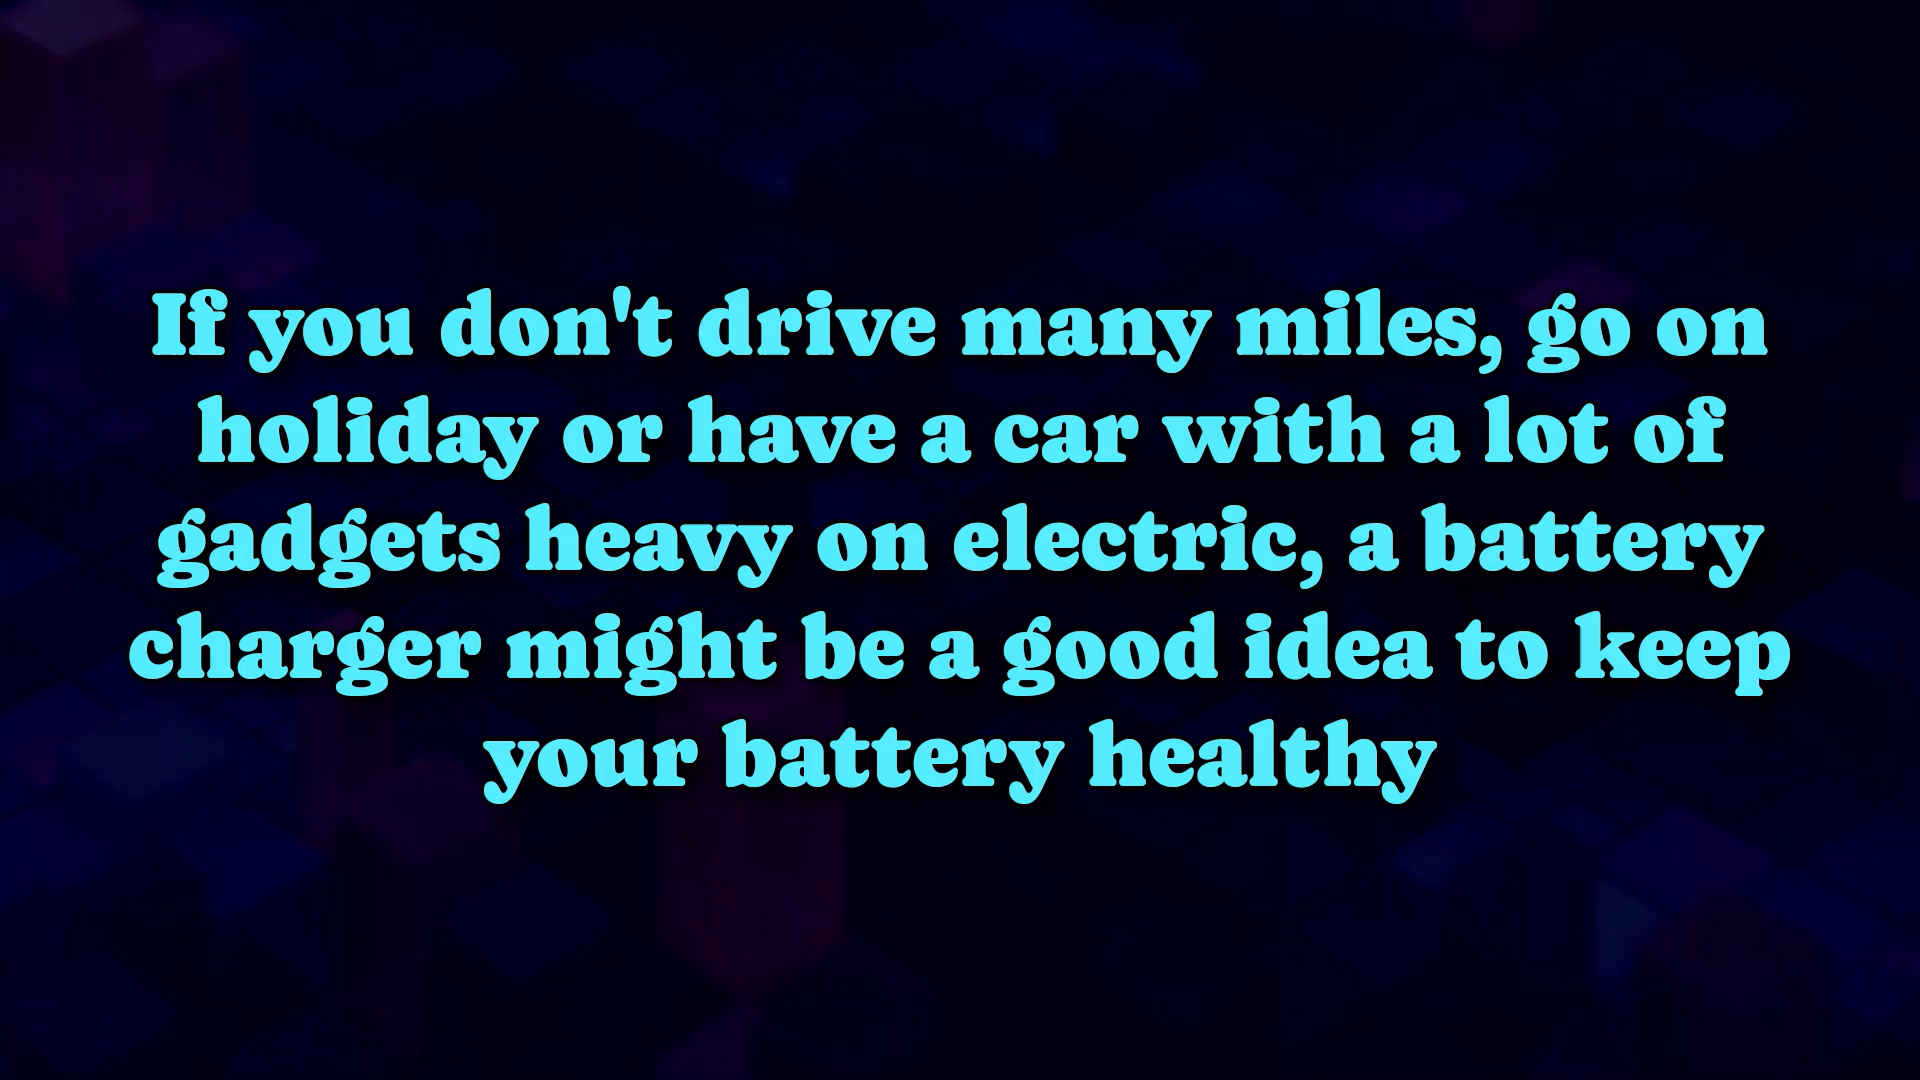 If you don't drive many miles, go on
holiday or have a car with a lot of
gadgets heavy on electric, a battery
charger might be a good idea to keep
your battery healthy